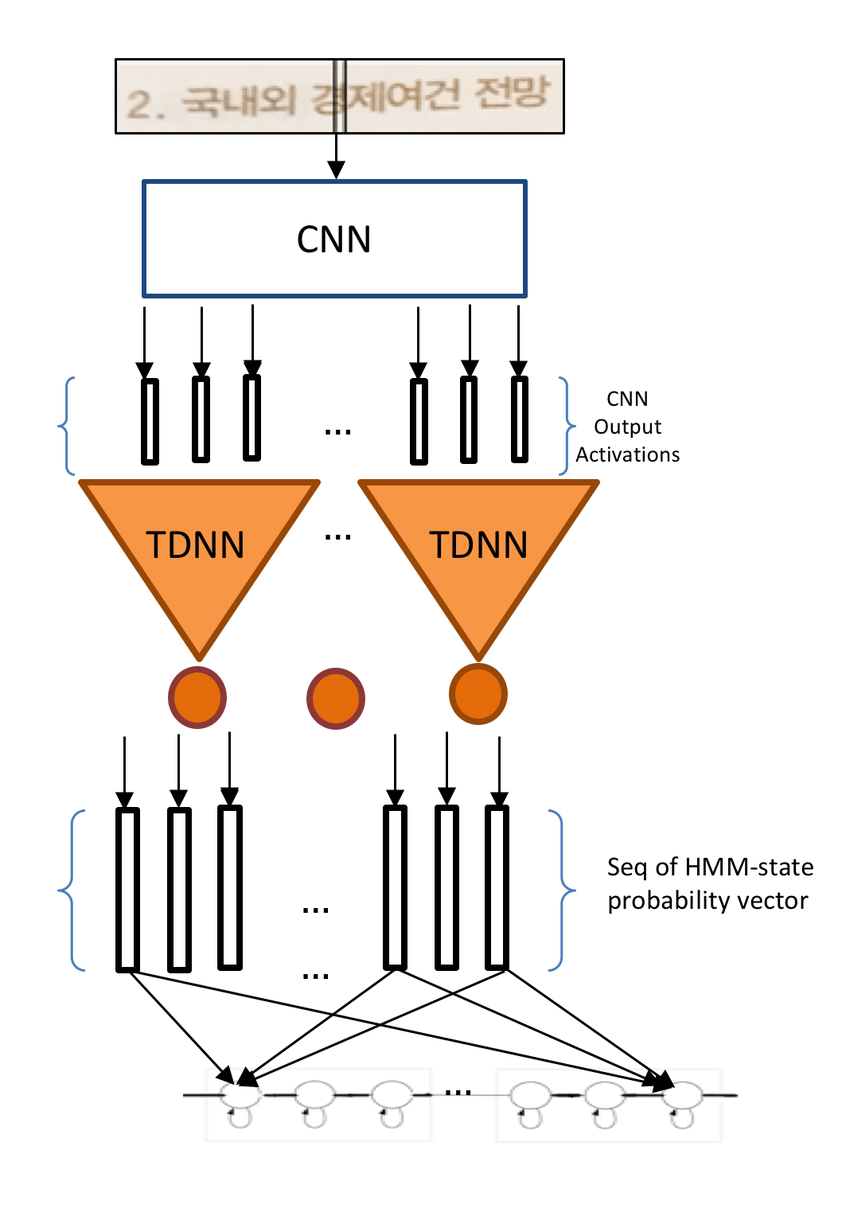 2. 국내외 경제여건 전망
CNN
...
CNN
Output
Activations
TDNN
...
TDNN
Seq of HMM-state
probability vector
...
...
...